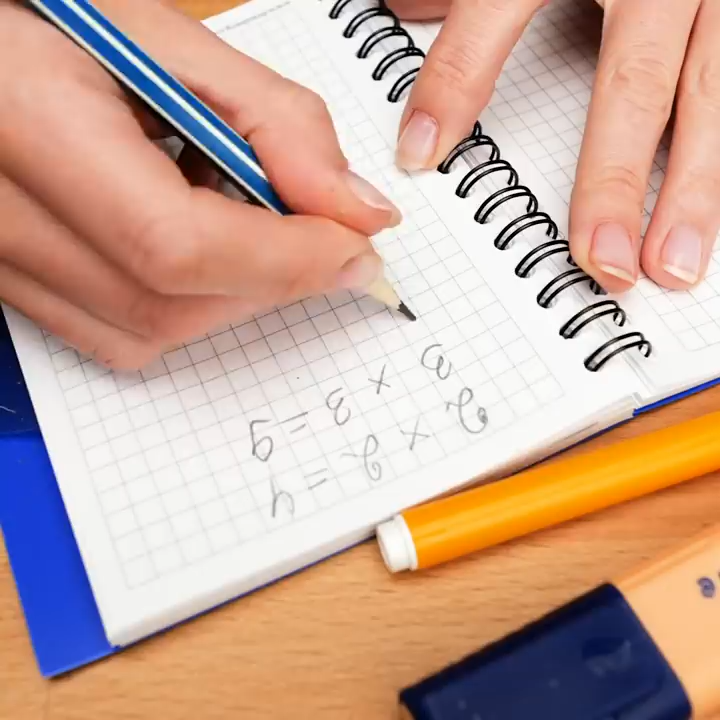 2 × 2 = 4
3 × 3 = 9